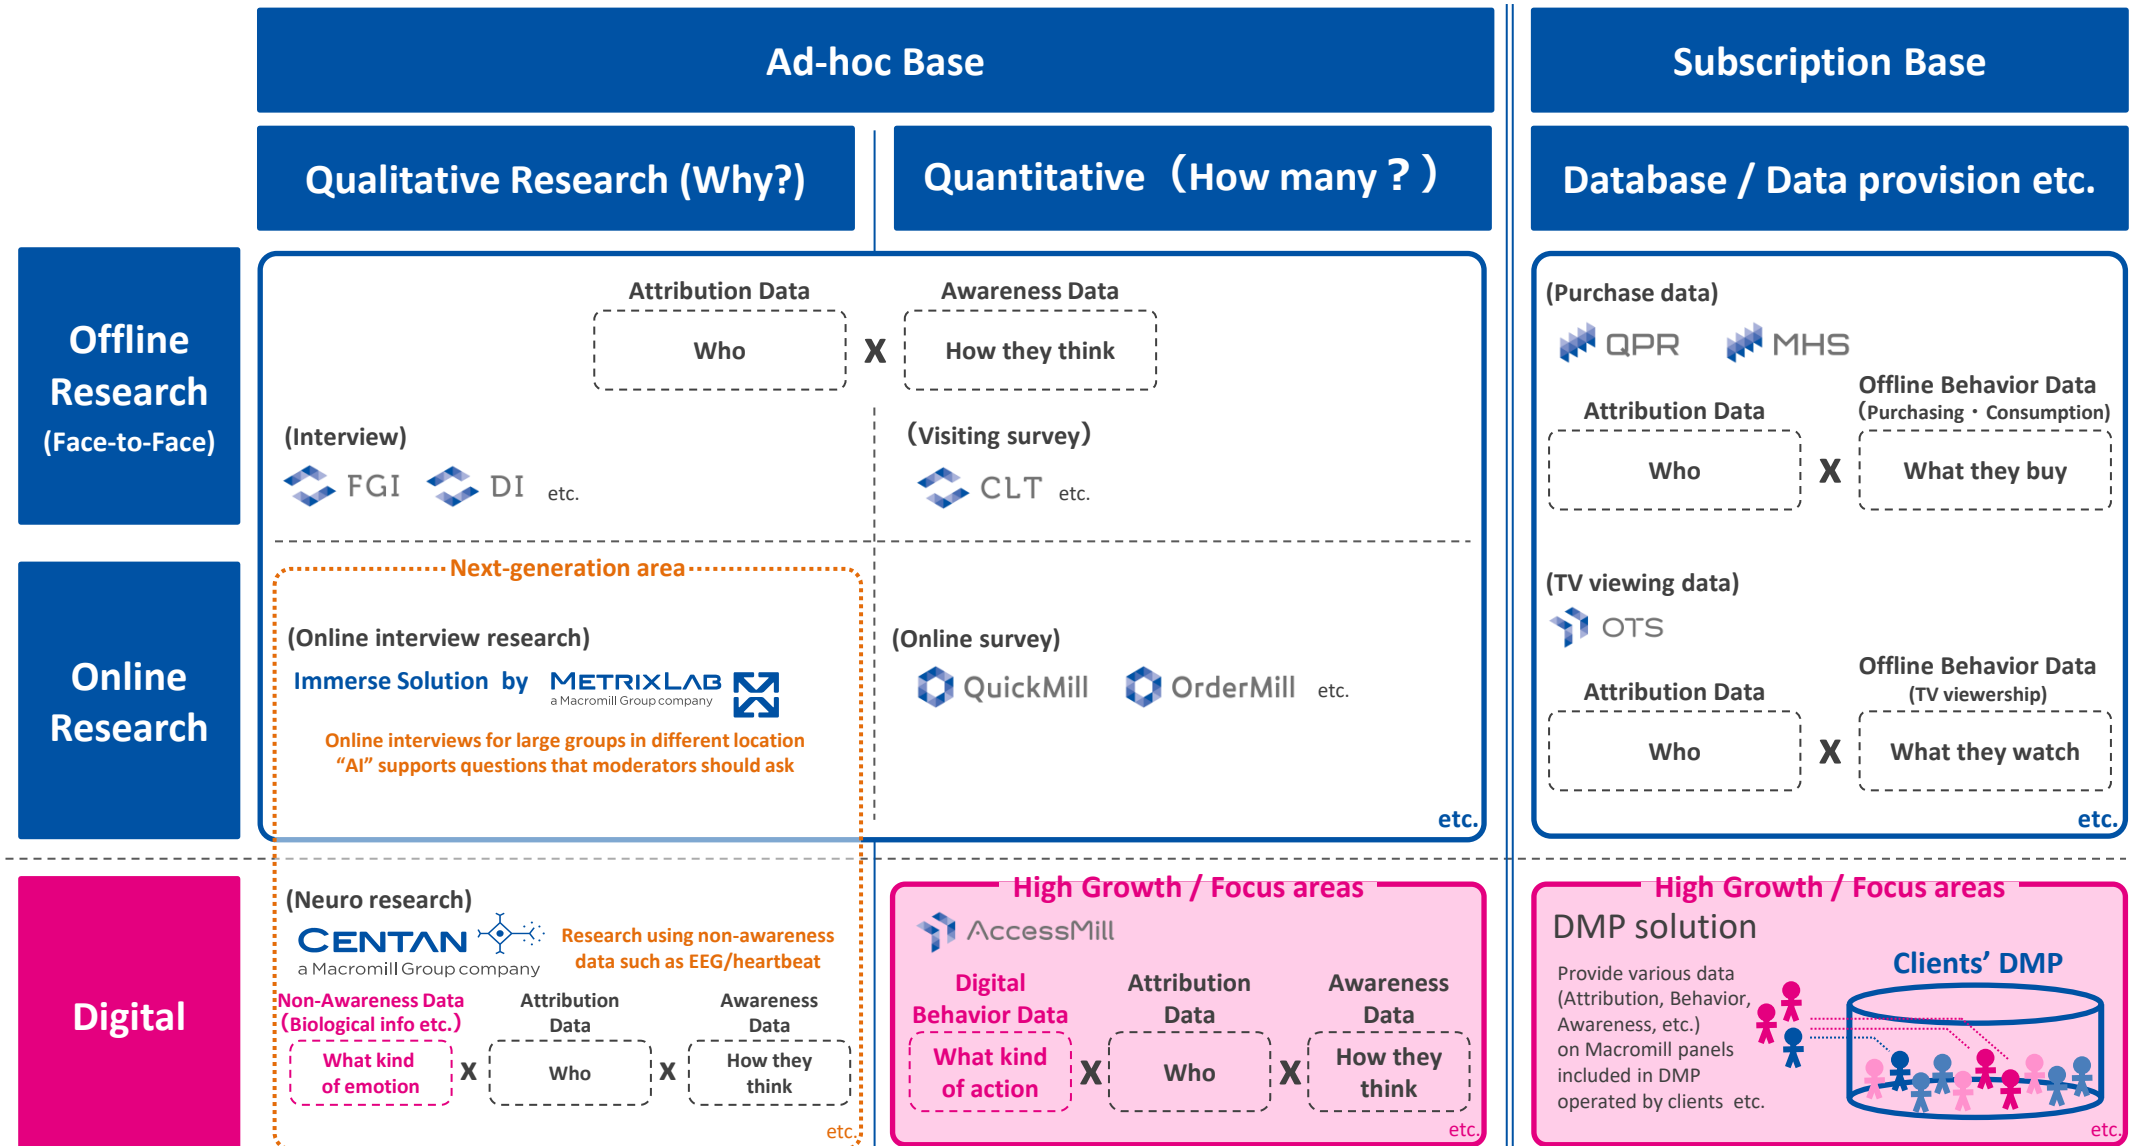 Ad-hoc Base
Subscription Base
Qualitative Research (Why?)
Quantitative（How many？）
Database / Data provision etc.
Offline
Research
(Face-to-Face)
Attribution Data
Awareness Data
Who
X
How they think
(Interview)
FGI
DI
etc.
(Visiting survey)
CLT
etc.
(Purchase data)
QPR
MHS
Attribution Data
Offline Behavior Data
(Purchasing・Consumption)
Who
X
What they buy
Online
Research
Next-generation area
(Online interview research)
Immerse Solution by
METRIXLAB
a Macromill Group company
Online interviews for large groups in different location
“AI” supports questions that moderators should ask
(Online survey)
QuickMill
OrderMill
etc.
etc.
(TV viewing data)
OTS
Attribution Data
Offline Behavior Data
(TV viewership)
Who
X
What they watch
etc.
Digital
(Neuro research)
CENTAN
a Macromill Group company
Research using non-awareness
data such as EEG/heartbeat
Non-Awareness Data
（Biological info etc.)
Attribution
Data
Awareness
Data
What kind
of emotion
X
Who
X
How they
think
etc.
High Growth / Focus areas
AccessMill
Digital
Behavior Data
Attribution
Data
Awareness
Data
What kind
of action
X
Who
X
How they
think
etc.
High Growth / Focus areas
DMP solution
Provide various data
(Attribution, Behavior,
Awareness, etc.)
on Macromill panels
included in DMP
operated by clients etc.
Clients’ DMP
etc.